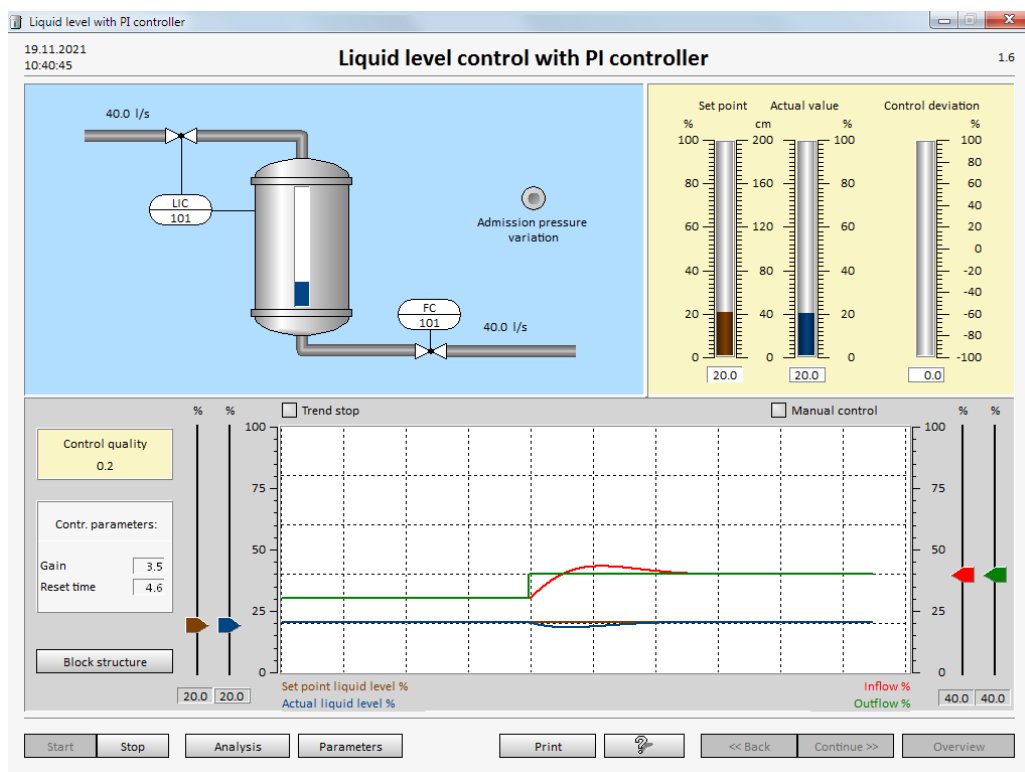 Liquid level with PI controller
19.11.2021
10:40:45
Liquid level control with PI controller
1.6
40.0 l/s
LIC
101
Admission pressure
variation
FC
101
40.0 l/s
Set point Actual value Control deviation
% cm % %
100 200 100 100
80
80 160 80 60
40
60 120 60 20
0
40 80 40 -20
-40
20 40 20 -60
-80
0 0 0 -100
20.0 20.0 0.0
% % Trend stop Manual control % %
Control quality
0.2
Contr. parameters:
Gain 3.5
Reset time 4.6
Block structure
100 100
75 75
50 50
25 25
0 0
20.0 20.0
Set point liquid level %
Actual liquid level %
Inflow %
Outflow %
40.0 40.0
Start Stop Analysis Parameters Print ? << Back Continue >> Overview